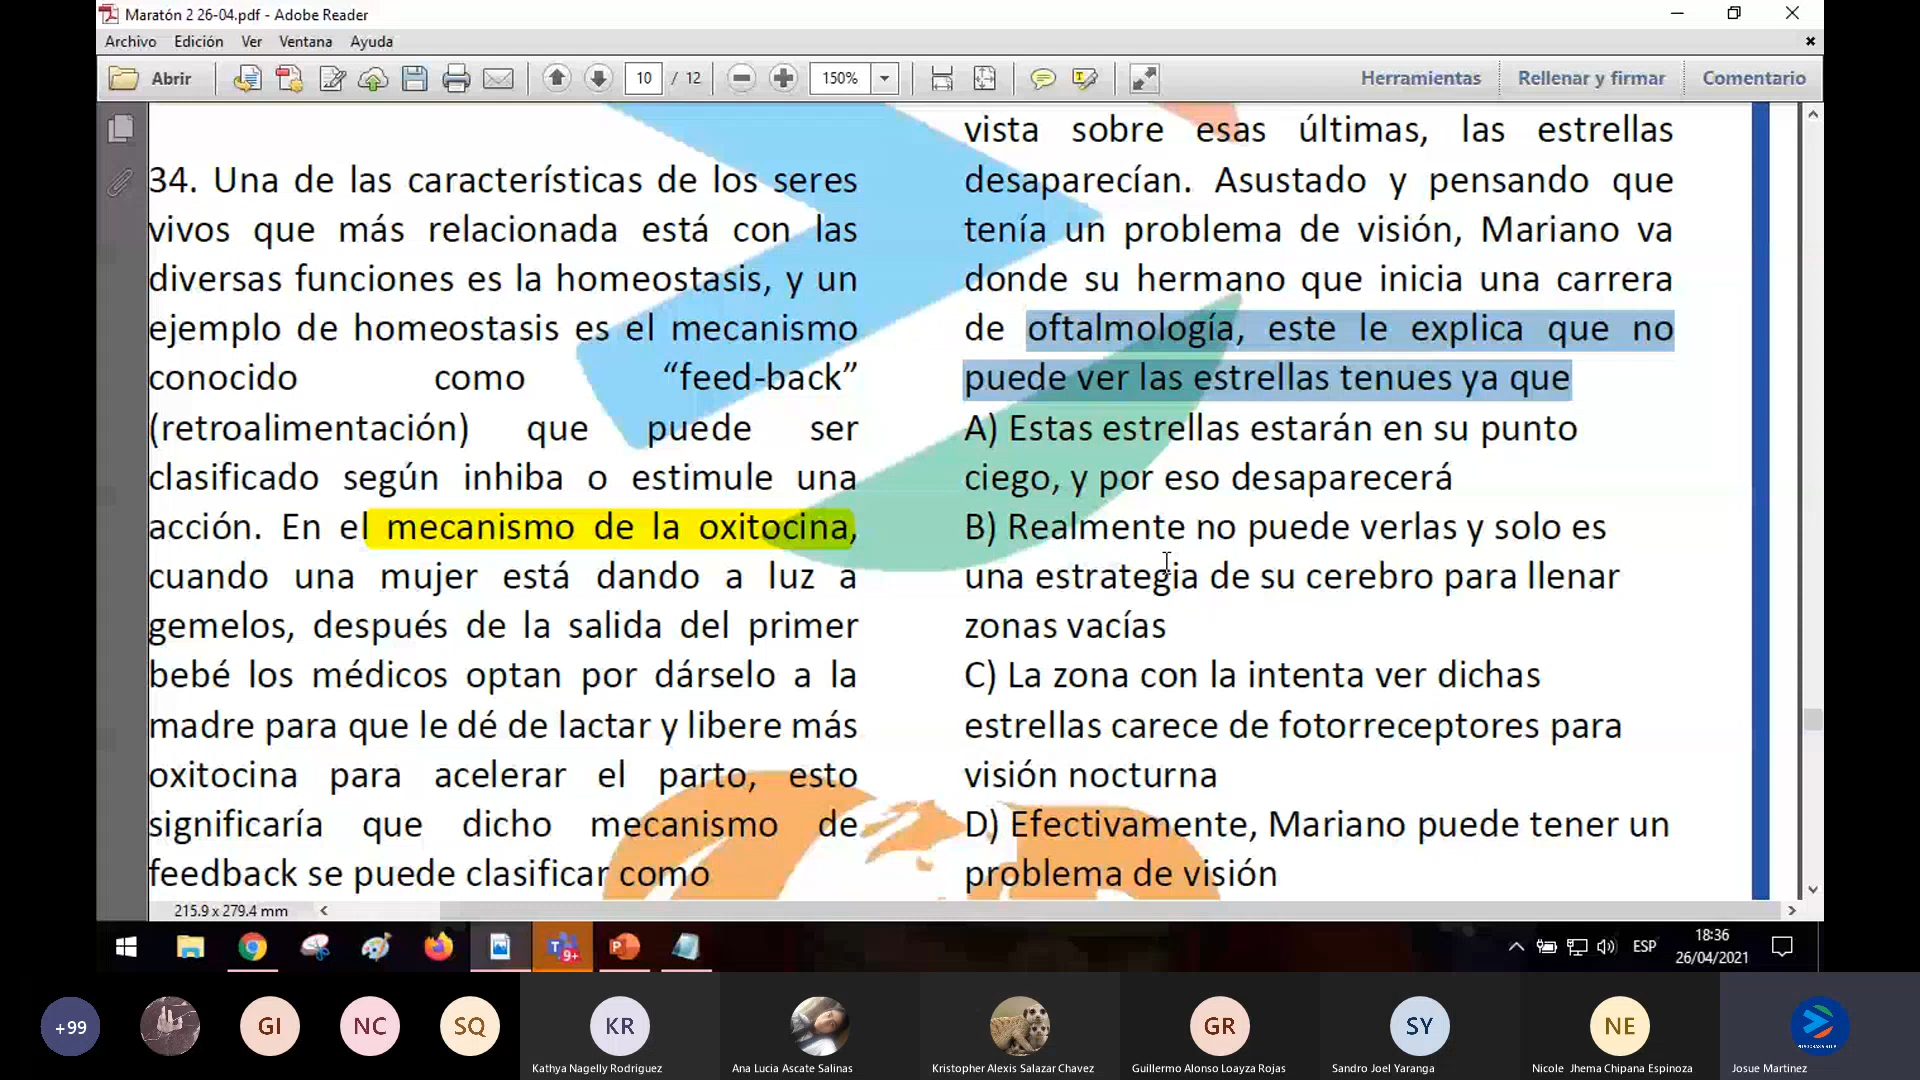 Maratón 2 26-04.pdf - Adobe Reader
Archivo Edición Ver Ventana Ayuda
Abrir 10 / 12 150% Herramientas Rellenar y firmar Comentario
34. Una de las características de los seres
vivos que más relacionada está con las
diversas funciones es la homeostasis, y un
ejemplo de homeostasis es el mecanismo
conocido como “feed-back”
(retroalimentación) que puede ser
clasificado según inhiba o estimule una
acción. En el mecanismo de la oxitocina,
cuando una mujer está dando a luz a
gemelos, después de la salida del primer
bebé los médicos optan por dárselo a la
madre para que le dé de lactar y libere más
oxitocina para acelerar el parto, esto
significaría que dicho mecanismo de
feedback se puede clasificar como
vista sobre esas últimas, las estrellas
desaparecían. Asustado y pensando que
tenía un problema de visión, Mariano va
donde su hermano que inicia una carrera
de oftalmología, este le explica que no
puede ver las estrellas tenues ya que
A) Estas estrellas estarán en su punto
ciego, y por eso desaparecerá
B) Realmente no puede verlas y solo es
una estrategia de su cerebro para llenar
zonas vacías
C) La zona con la intenta ver dichas
estrellas carece de fotorreceptores para
visión nocturna
D) Efectivamente, Mariano puede tener un
problema de visión
215.9 x 279.4 mm
9+
ESP
18:36
26/04/2021
+99 GI NC SQ KR GR SY NE
Kathya Nagelly Rodriguez Ana Lucia Ascate Salinas Kristopher Alexis Salazar Chavez Guillermo Alonso Loayza Rojas Sandro Joel Yaranga Nicole Jhema Chipana Espinoza Josue Martinez